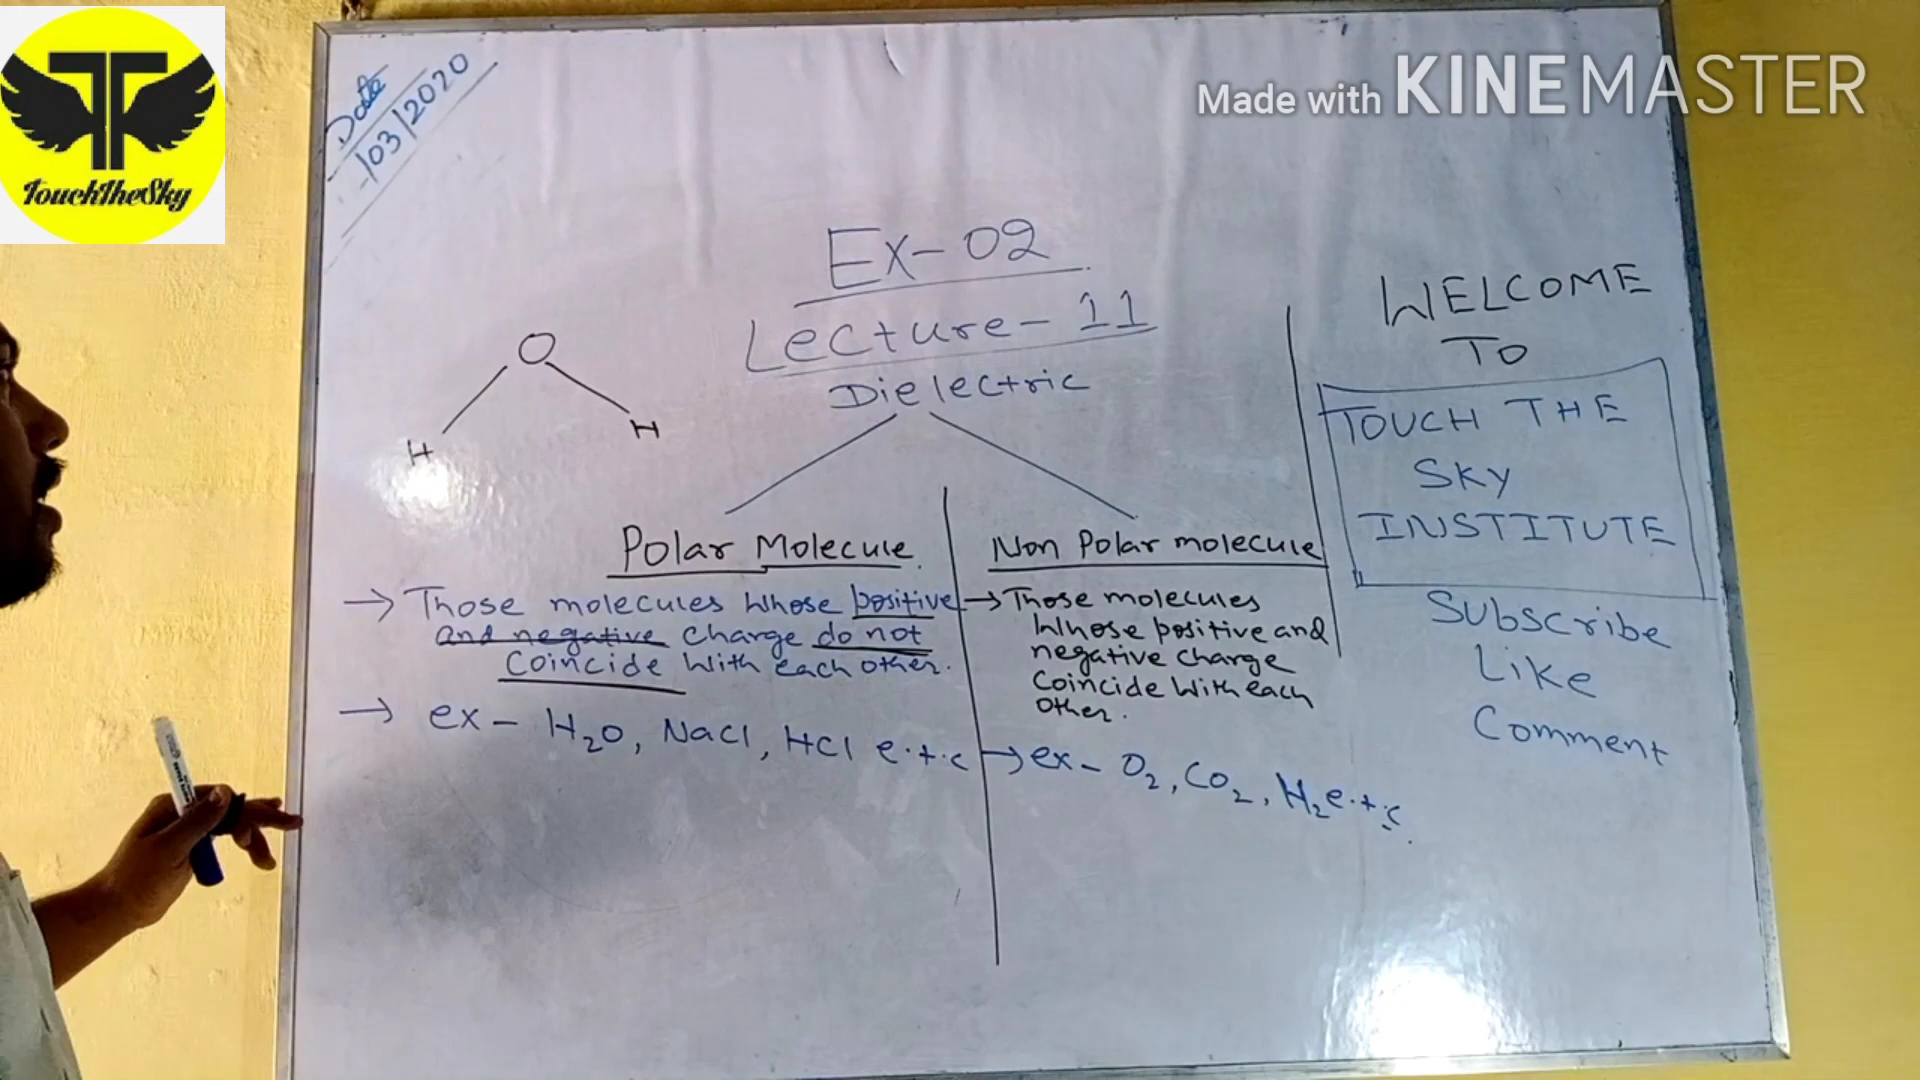 TT
TouchTheSky
Made with KINEMASTER
Date
-/03/2020
Ex-02
Lecture-11
Dielectric
O
H
H
Polar Molecule
→ Those molecules whose positive
and negative charge do not
coincide with each other.
→ ex - H₂O, NaCl, HCl e.t.c
Non Polar molecule
→ Those molecules
whose positive and
negative charge
coincide with each
other.
→ ex - O₂, CO₂, H₂ e.t.c
WELCOME
TO
TOUCH THE
SKY
INSTITUTE
Subscribe
Like
Comment